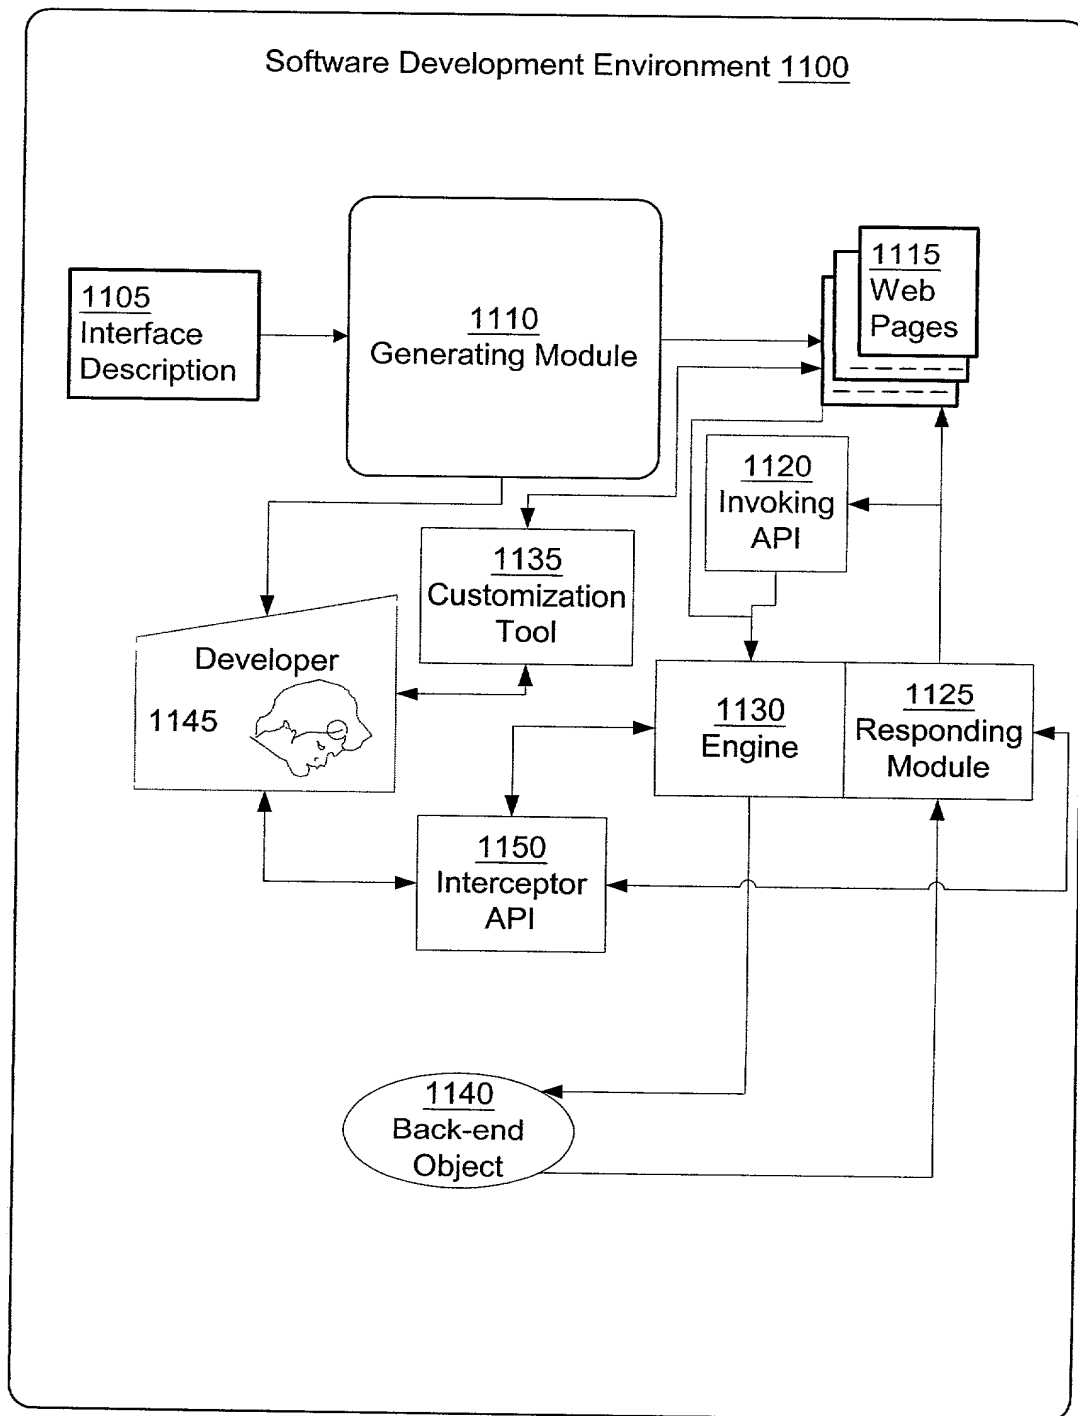 Software Development Environment 1100
1105
Interface
Description
1110
Generating Module
1115
Web
Pages
1120
Invoking
API
1135
Customization
Tool
Developer
1145
1130
Engine
1125
Responding
Module
1150
Interceptor
API
1140
Back-end
Object